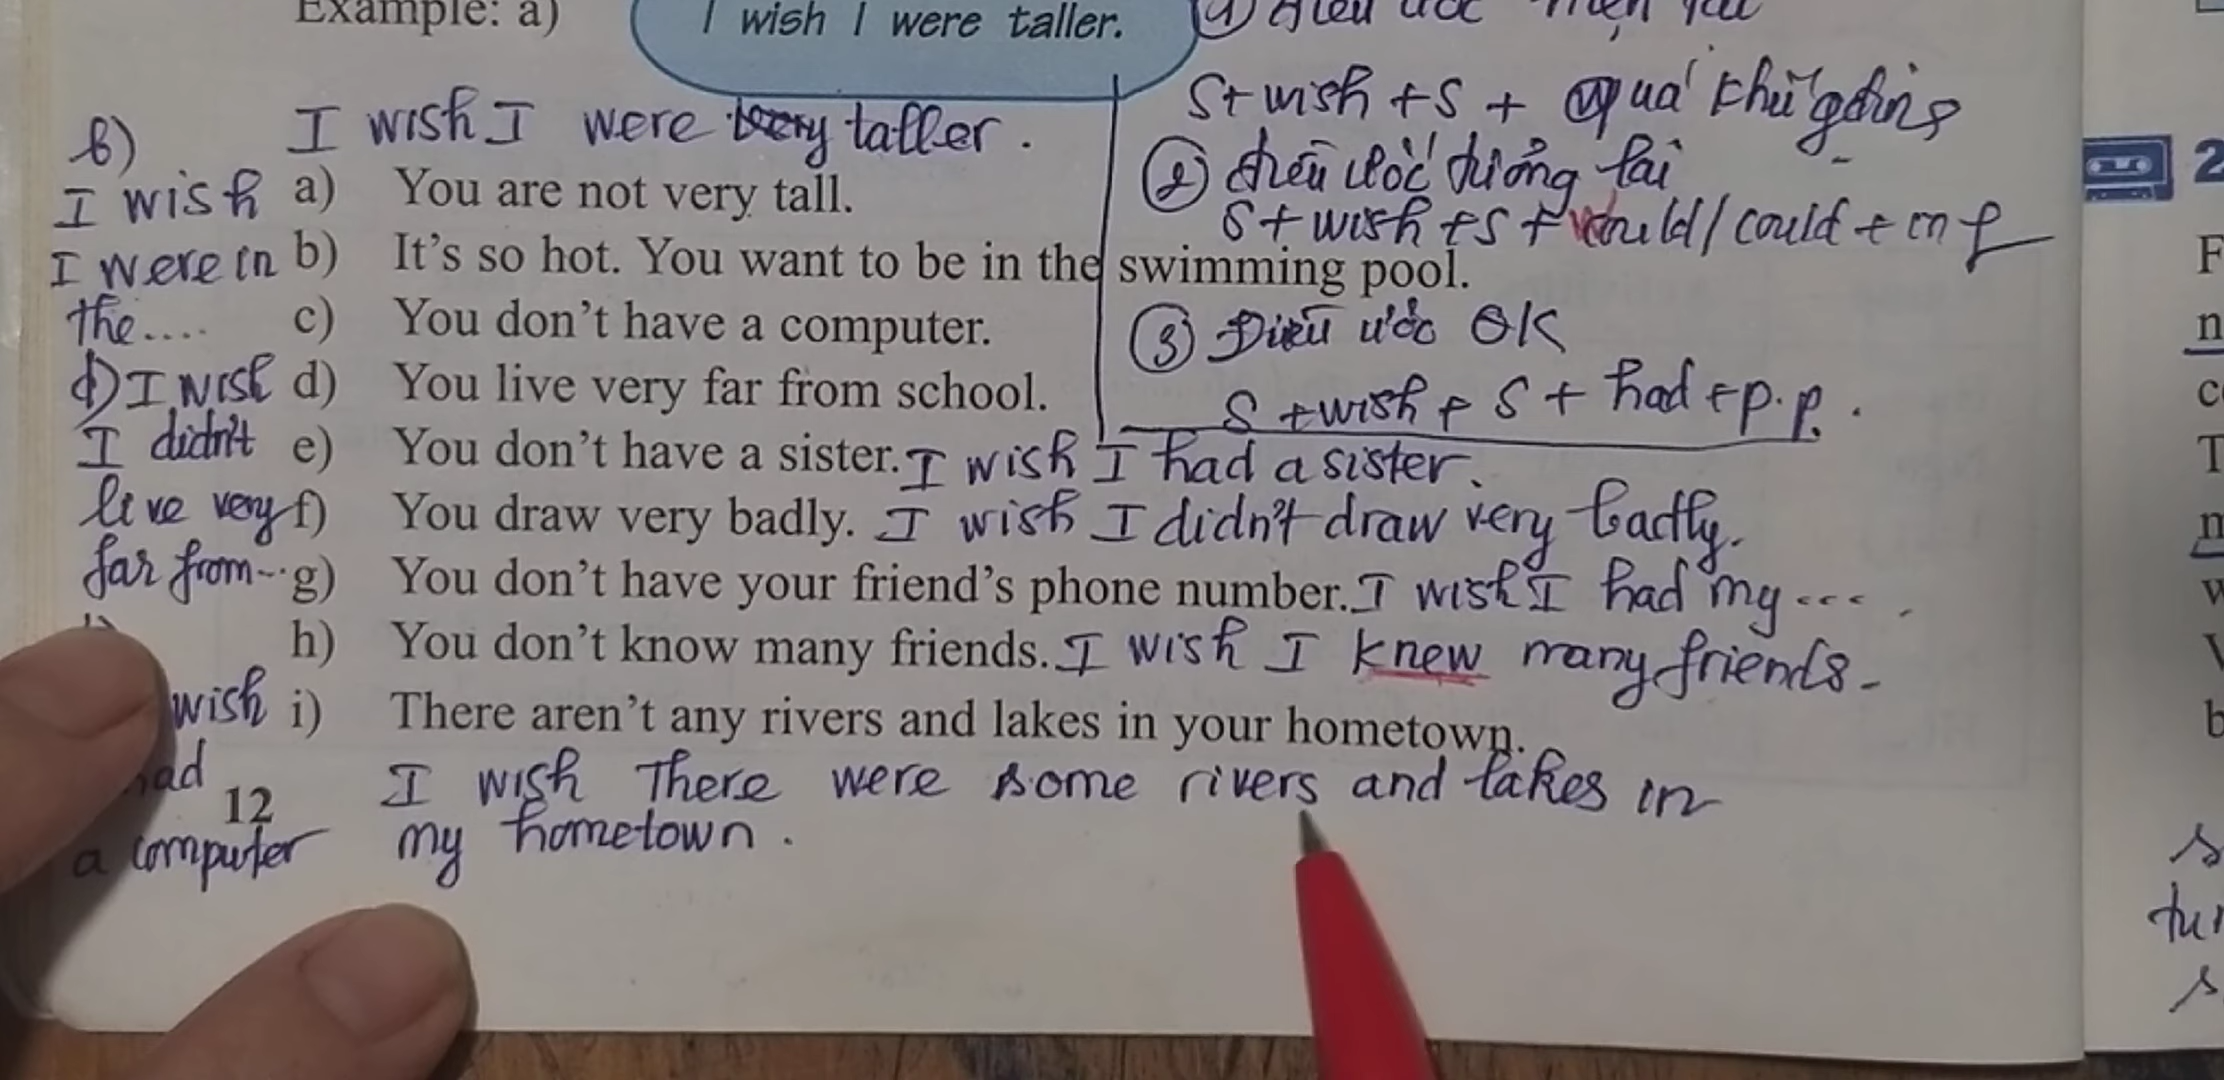 Example: a)
I wish I were taller.
S + wish + S + quá khứ
b) I wish I were taller.
② điều ước tương lai
I wish a) You are not very tall.
S + wish + S + would/could + inf
I were in b) It's so hot. You want to be in the swimming pool.
the.... c) You don't have a computer.
③ Điều ước QK
d) I wish d) You live very far from school.
S + wish + S + had + p.p.
I didn't e) You don't have a sister. I wish I had a sister.
live very f) You draw very badly. I wish I didn't draw very badly.
far from... g) You don't have your friend's phone number. I wish I had my ....
h) You don't know many friends. I wish I knew many friends.
wish i) There aren't any rivers and lakes in your hometown.
I wish There were some rivers and lakes in
12
a computer my hometown.
2
F
n
T